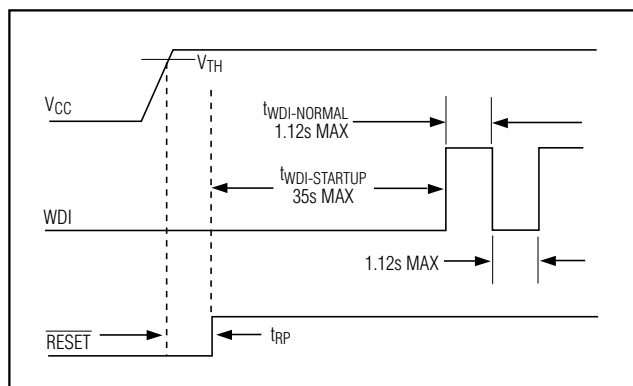 VTH
VCC
tWDI-NORMAL
1.12s MAX
tWDI-STARTUP
35s MAX
WDI
1.12s MAX
RESET
tRP